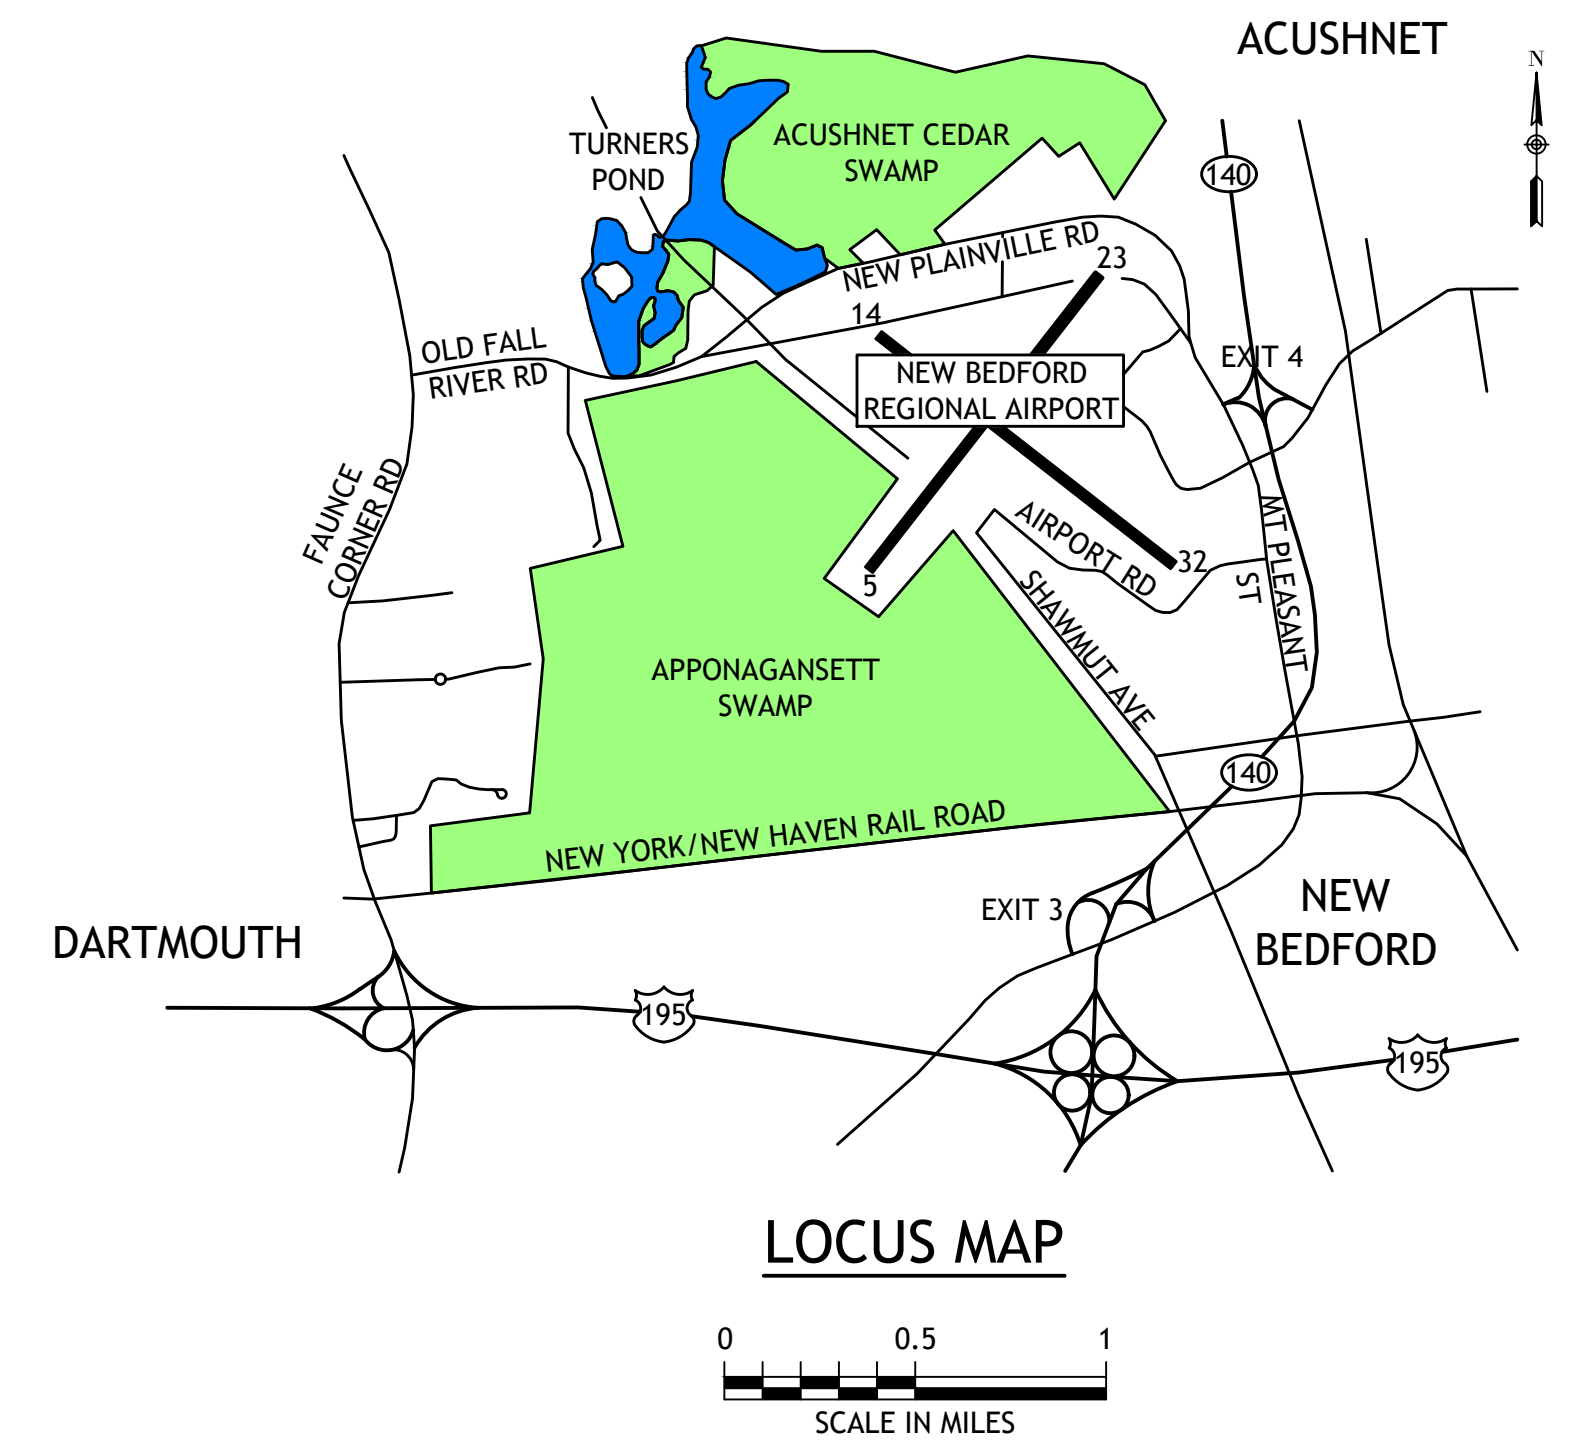 ACUSHNET
N
TURNERS
POND
ACUSHNET CEDAR
SWAMP
140
NEW PLAINVILLE RD
23
14
OLD FALL
RIVER RD
EXIT 4
NEW BEDFORD
REGIONAL AIRPORT
FAUNCE
CORNER RD
AIRPORT RD
32
5
MT PLEASANT
ST
SHAWMUT AVE
APPONAGANSETT
SWAMP
140
NEW YORK/NEW HAVEN RAIL ROAD
EXIT 3
NEW
BEDFORD
DARTMOUTH
195
195
LOCUS MAP
0 0.5 1
SCALE IN MILES